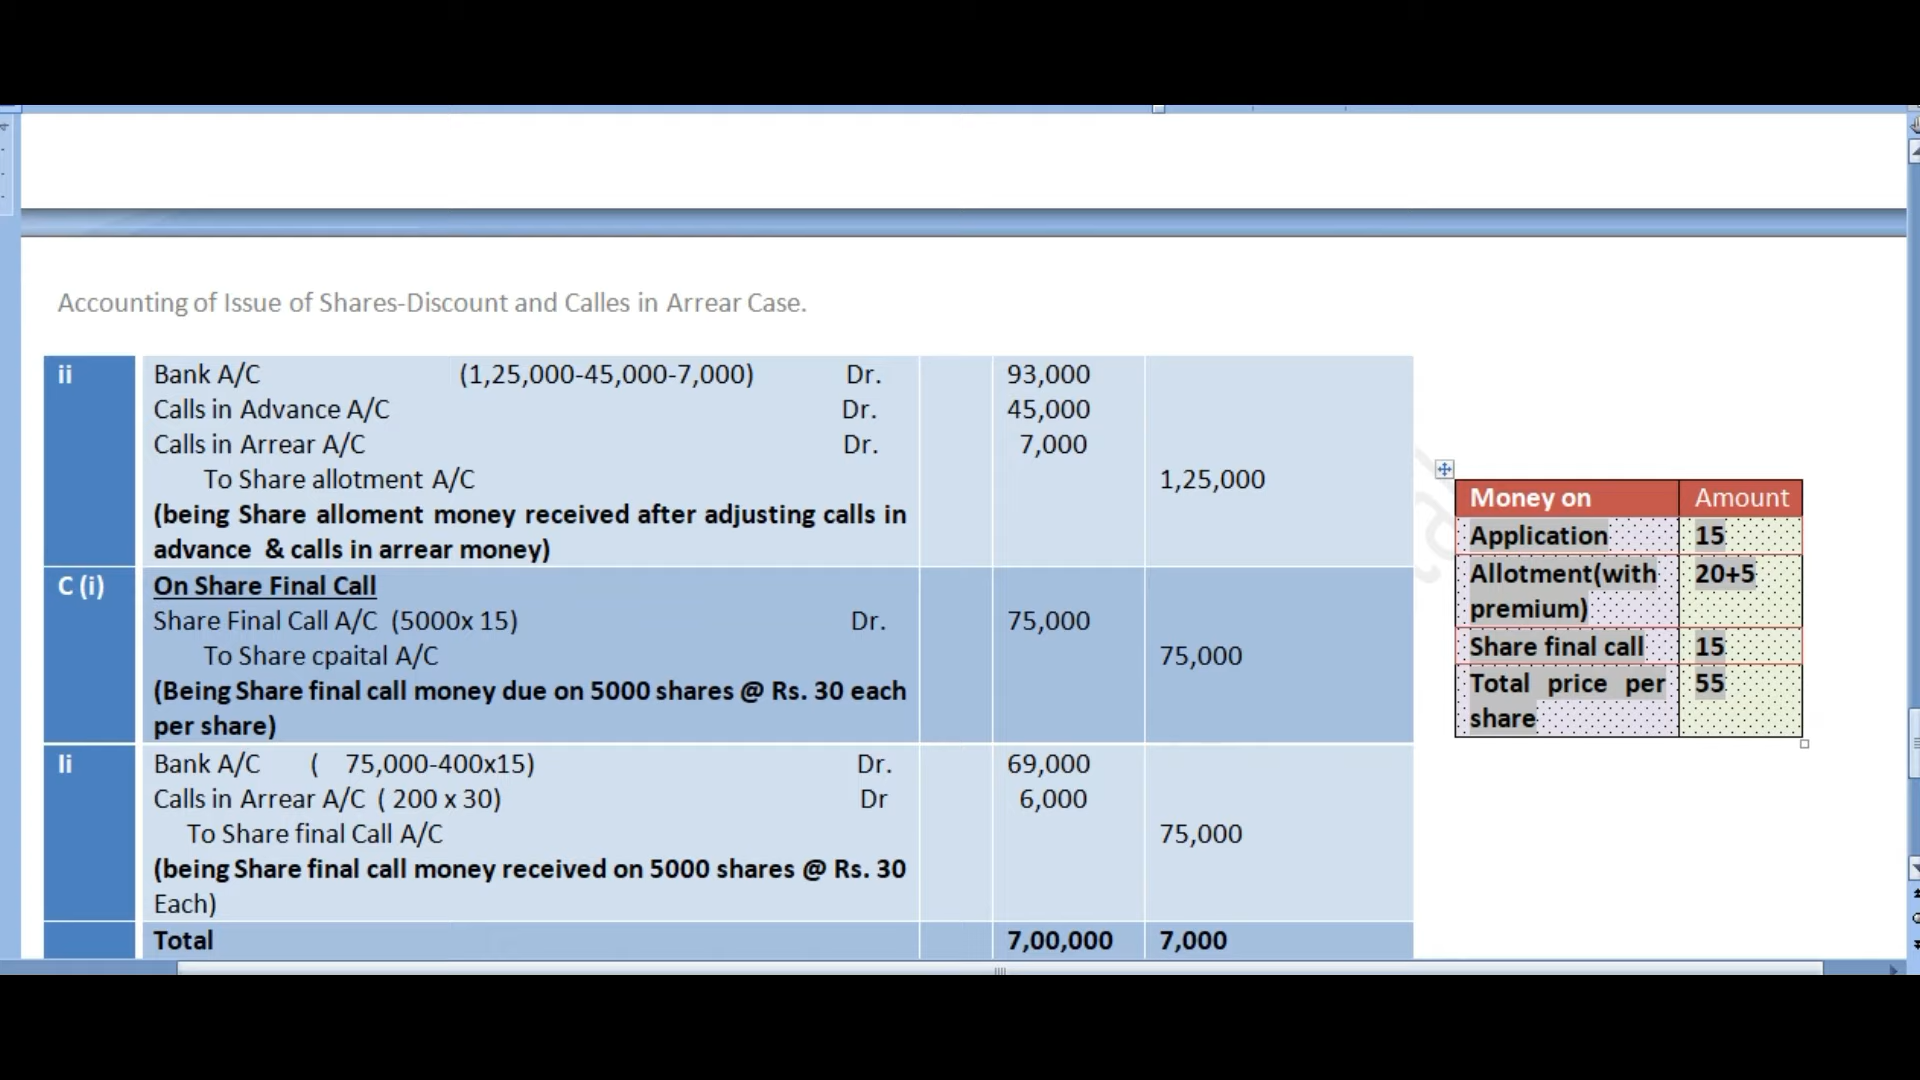 Accounting of Issue of Shares-Discount and Calles in Arrear Case.
ii Bank A/C (1,25,000-45,000-7,000) Dr. 93,000
Calls in Advance A/C Dr. 45,000
Calls in Arrear A/C Dr. 7,000
To Share allotment A/C 1,25,000
(being Share alloment money received after adjusting calls in
advance & calls in arrear money)
C (i) On Share Final Call
Share Final Call A/C (5000x 15) Dr. 75,000
To Share cpaital A/C 75,000
(Being Share final call money due on 5000 shares @ Rs. 30 each
per share)
Ii Bank A/C ( 75,000-400x15) Dr. 69,000
Calls in Arrear A/C ( 200 x 30) Dr 6,000
To Share final Call A/C 75,000
(being Share final call money received on 5000 shares @ Rs. 30
Each)
Total 7,00,000 7,000
Money on Amount
Application 15
Allotment(with 20+5
premium)
Share final call 15
Total price per 55
share